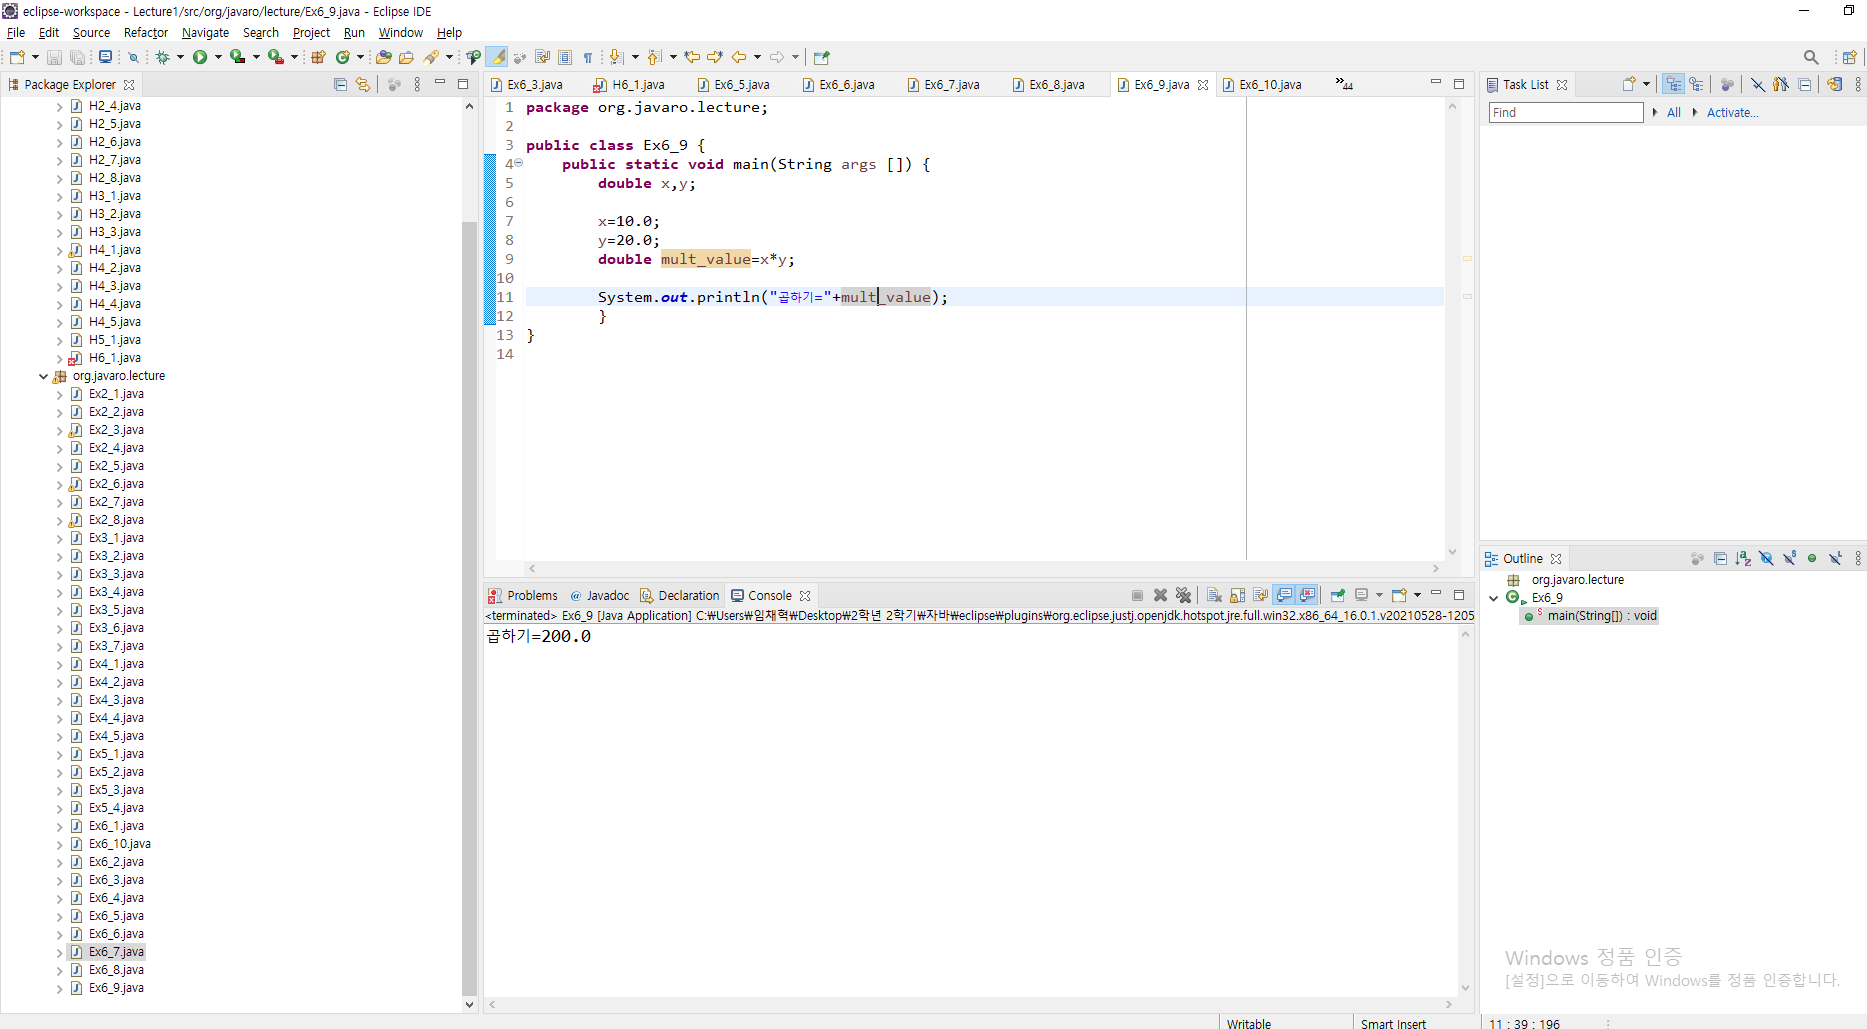 eclipse-workspace - Lecture1/src/org/javaro/lecture/Ex6_9.java - Eclipse IDE
File Edit Source Refactor Navigate Search Project Run Window Help
Package Explorer
H2_4.java
H2_5.java
H2_6.java
H2_7.java
H2_8.java
H3_1.java
H3_2.java
H3_3.java
H4_1.java
H4_2.java
H4_3.java
H4_4.java
H4_5.java
H5_1.java
H6_1.java
org.javaro.lecture
Ex2_1.java
Ex2_2.java
Ex2_3.java
Ex2_4.java
Ex2_5.java
Ex2_6.java
Ex2_7.java
Ex2_8.java
Ex3_1.java
Ex3_2.java
Ex3_3.java
Ex3_4.java
Ex3_5.java
Ex3_6.java
Ex3_7.java
Ex4_1.java
Ex4_2.java
Ex4_3.java
Ex4_4.java
Ex4_5.java
Ex5_1.java
Ex5_2.java
Ex5_3.java
Ex5_4.java
Ex6_1.java
Ex6_10.java
Ex6_2.java
Ex6_3.java
Ex6_4.java
Ex6_5.java
Ex6_6.java
Ex6_7.java
Ex6_8.java
Ex6_9.java
Ex6_3.java H6_1.java Ex6_5.java Ex6_6.java Ex6_7.java Ex6_8.java Ex6_9.java Ex6_10.java »44
1 package org.javaro.lecture;
2
3 public class Ex6_9 {
4 public static void main(String args []) {
5 double x,y;
6
7 x=10.0;
8 y=20.0;
9 double mult_value=x*y;
10
11 System.out.println("곱하기="+mult_value);
12 }
13 }
14
Problems @ Javadoc Declaration Console
<terminated> Ex6_9 [Java Application] C:₩Users₩임채혁₩Desktop₩2학년 2학기₩자바₩eclipse₩plugins₩org.eclipse.justj.openjdk.hotspot.jre.full.win32.x86_64_16.0.1.v20210528-1205
곱하기=200.0
Task List
Find All Activate...
Outline
org.javaro.lecture
Ex6_9
main(String[]) : void
Windows 정품 인증
[설정]으로 이동하여 Windows를 정품 인증합니다.
Writable Smart Insert 11 : 39 : 196